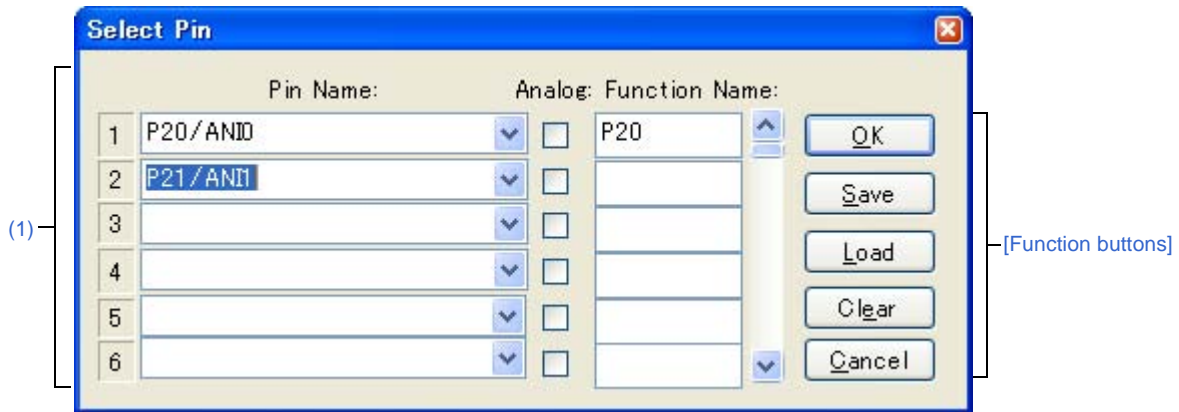 Select Pin
Pin Name: Analog: Function Name:
1 P20/ANI0 P20 OK
2 P21/ANI1 Save
3
(1) Load [Function buttons]
4
5 Clear
6 Cancel